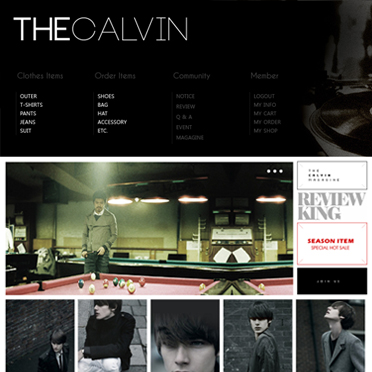 THECALVIN
Clothes Items
OUTER
T-SHIRTS
PANTS
JEANS
SUIT
Order Items
SHOES
BAG
HAT
ACCESSORY
ETC.
Community
NOTICE
REVIEW
Q & A
EVENT
MAGAZINE
Member
LOGOUT
MY INFO
MY CART
MY ORDER
MY SHOP
THE
CALVIN
MAGAZINE
REVIEW
KING
SEASON ITEM
SPECIAL HOT SALE
JOIN US